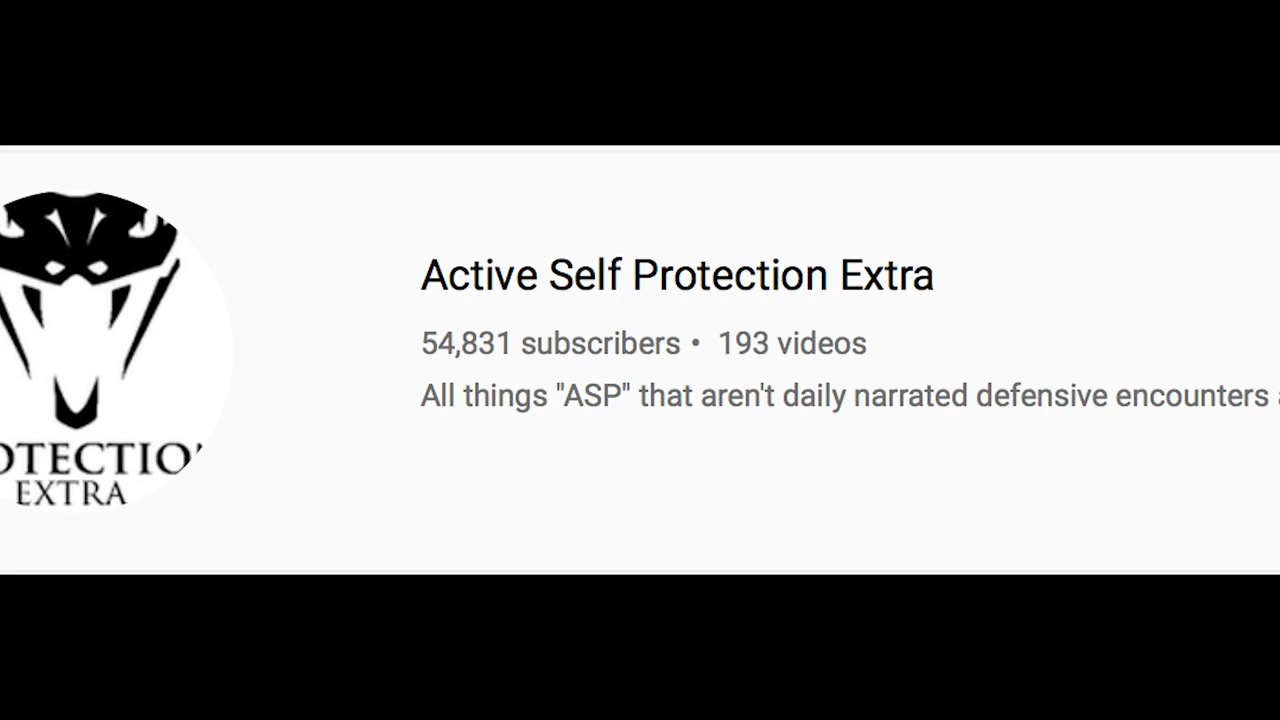 Active Self Protection Extra
54,831 subscribers • 193 videos
All things "ASP" that aren't daily narrated defensive encounters
OTECTIO
EXTRA